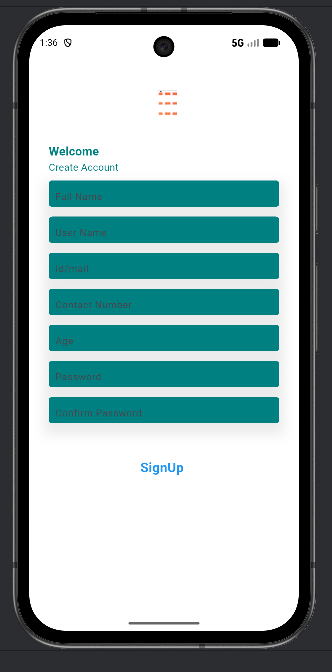 1:36 5G
Welcome
Create Account
Full Name
User Name
Id/mail
Contact Number
Age
Password
Confirm Password
SignUp